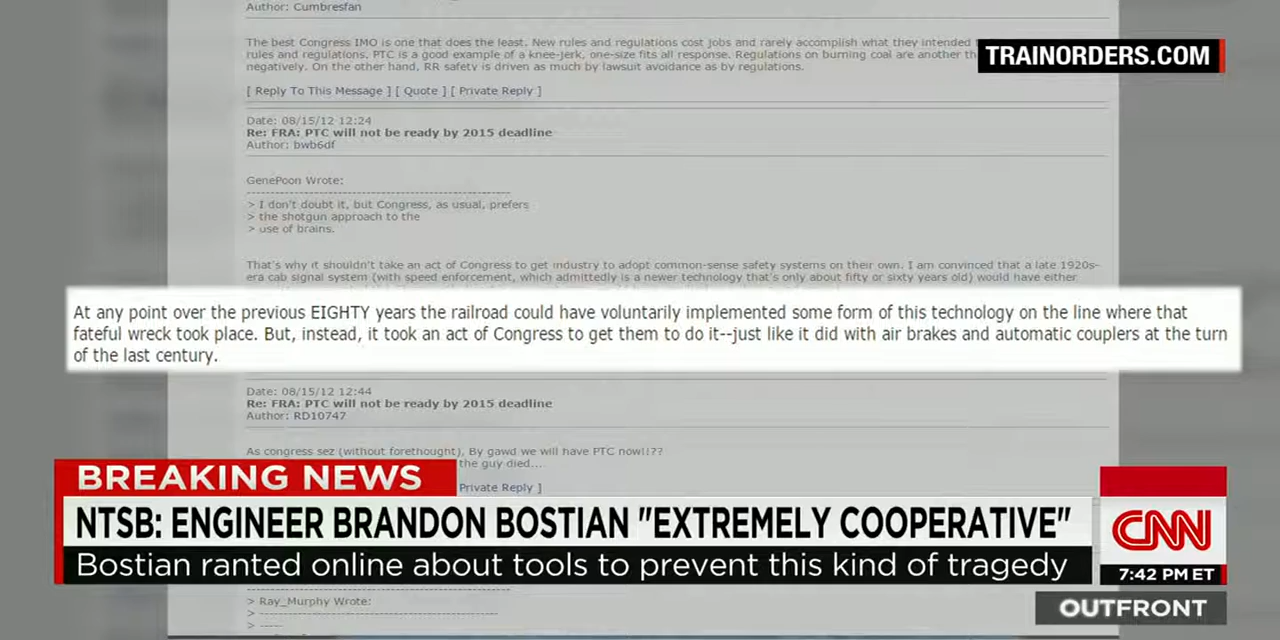 Author: Cumbresfan
The best Congress IMO is one that does the least. New rules and regulations cost jobs and rarely accomplish what they intended
TRAINORDERS.COM
rules and regulations. PTC is a good example of a knee-jerk, one-size fits all response. Regulations on burning coal are another th
negatively. On the other hand, RR safety is driven as much by lawsuit avoidance as by regulations.
[ Reply To This Message ] [ Quote ] [ Private Reply ]
Date: 08/15/12 12:24
Re: FRA: PTC will not be ready by 2015 deadline
Author: bwb6df
GenePoon Wrote:
-------------------------------------------------------
> I don't doubt it, but Congress, as usual, prefers
> the shotgun approach to the
> use of brains.
That's why it shouldn't take an act of Congress to get industry to adopt common-sense safety systems on their own. I am convinced that a late 1920s-
era cab signal system (with speed enforcement, which admittedly is a newer technology that's only about fifty or sixty years old) would have either
At any point over the previous EIGHTY years the railroad could have voluntarily implemented some form of this technology on the line where that
fateful wreck took place. But, instead, it took an act of Congress to get them to do it--just like it did with air brakes and automatic couplers at the turn
of the last century.
Date: 08/15/12 12:44
Re: FRA: PTC will not be ready by 2015 deadline
Author: RD10747
As congress sez (without forethought), By gawd we will have PTC now!!??
the guy died...
Private Reply ]
BREAKING NEWS
NTSB: ENGINEER BRANDON BOSTIAN "EXTREMELY COOPERATIVE"
Bostian ranted online about tools to prevent this kind of tragedy
CNN
7:42 PM ET
OUTFRONT
-------------------------------------------------------
> Ray_Murphy Wrote:
> --------------------------------------------------
> -----